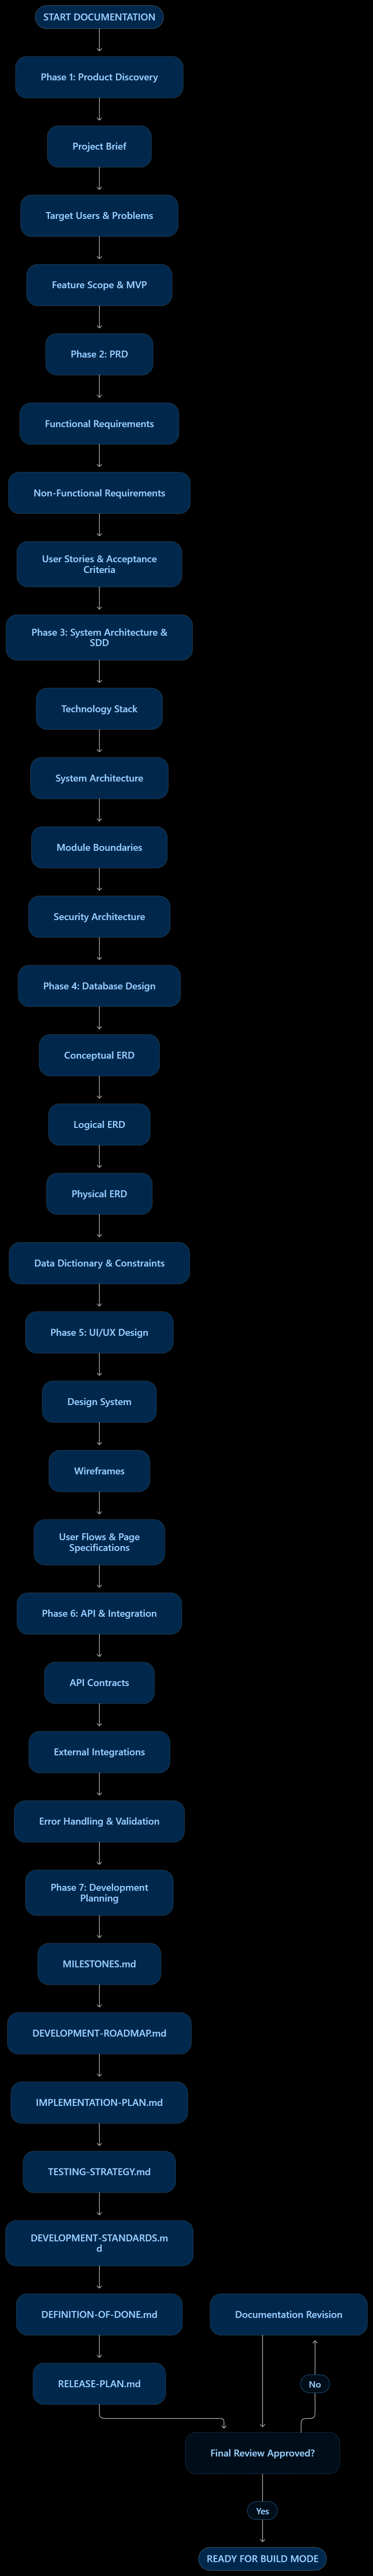 START DOCUMENTATION
Phase 1: Product Discovery
Project Brief
Target Users & Problems
Feature Scope & MVP
Phase 2: PRD
Functional Requirements
Non-Functional Requirements
User Stories & Acceptance
Criteria
Phase 3: System Architecture &
SDD
Technology Stack
System Architecture
Module Boundaries
Security Architecture
Phase 4: Database Design
Conceptual ERD
Logical ERD
Physical ERD
Data Dictionary & Constraints
Phase 5: UI/UX Design
Design System
Wireframes
User Flows & Page
Specifications
Phase 6: API & Integration
API Contracts
External Integrations
Error Handling & Validation
Phase 7: Development
Planning
MILESTONES.md
DEVELOPMENT-ROADMAP.md
IMPLEMENTATION-PLAN.md
TESTING-STRATEGY.md
DEVELOPMENT-STANDARDS.m
d
DEFINITION-OF-DONE.md
Documentation Revision
RELEASE-PLAN.md
No
Final Review Approved?
Yes
READY FOR BUILD MODE